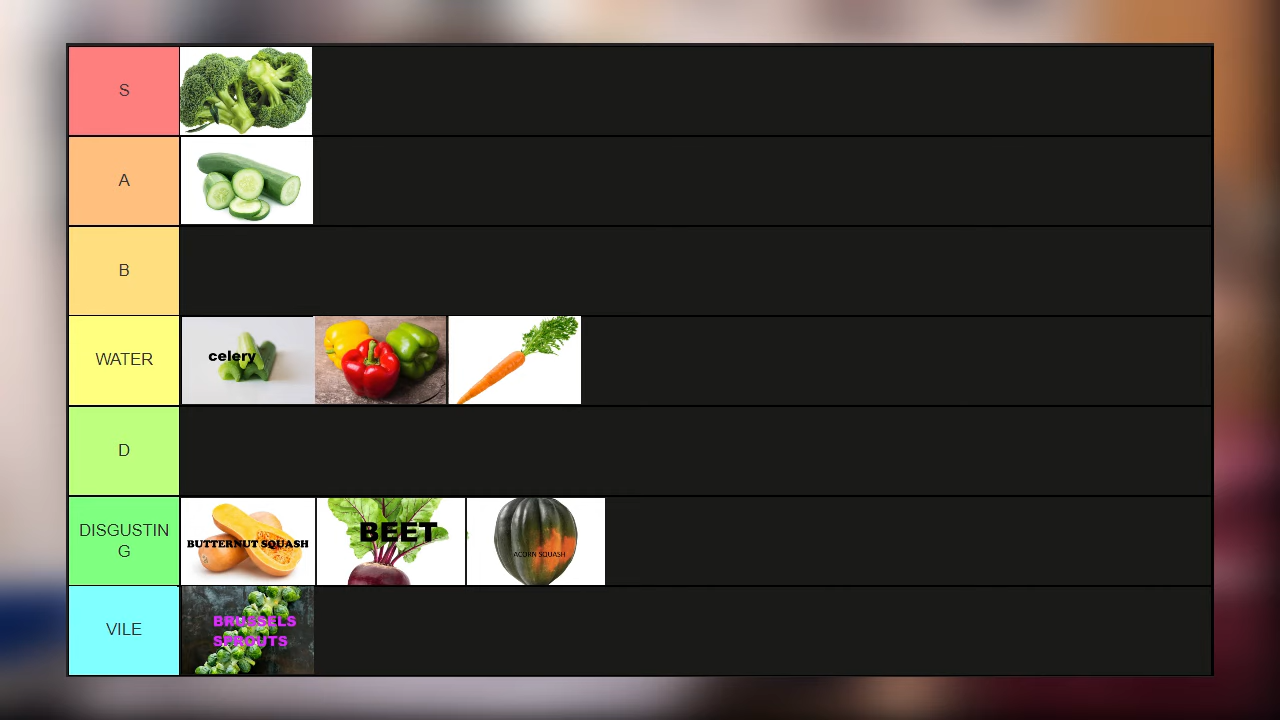 S
A
B
WATER
celery
D
DISGUSTIN
G
BUTTERNUT SQUASH
BEET
ACORN SQUASH
VILE
BRUSSELS
SPROUTS